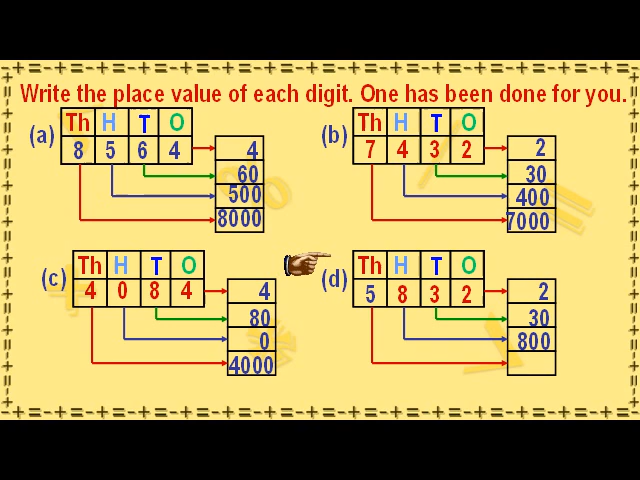 Write the place value of each digit. One has been done for you.
(a)
Th H T O
8 5 6 4
4
60
500
8000
(b)
Th H T O
7 4 3 2
2
30
400
7000
(c)
Th H T O
4 0 8 4
4
80
0
4000
(d)
Th H T O
5 8 3 2
2
30
800